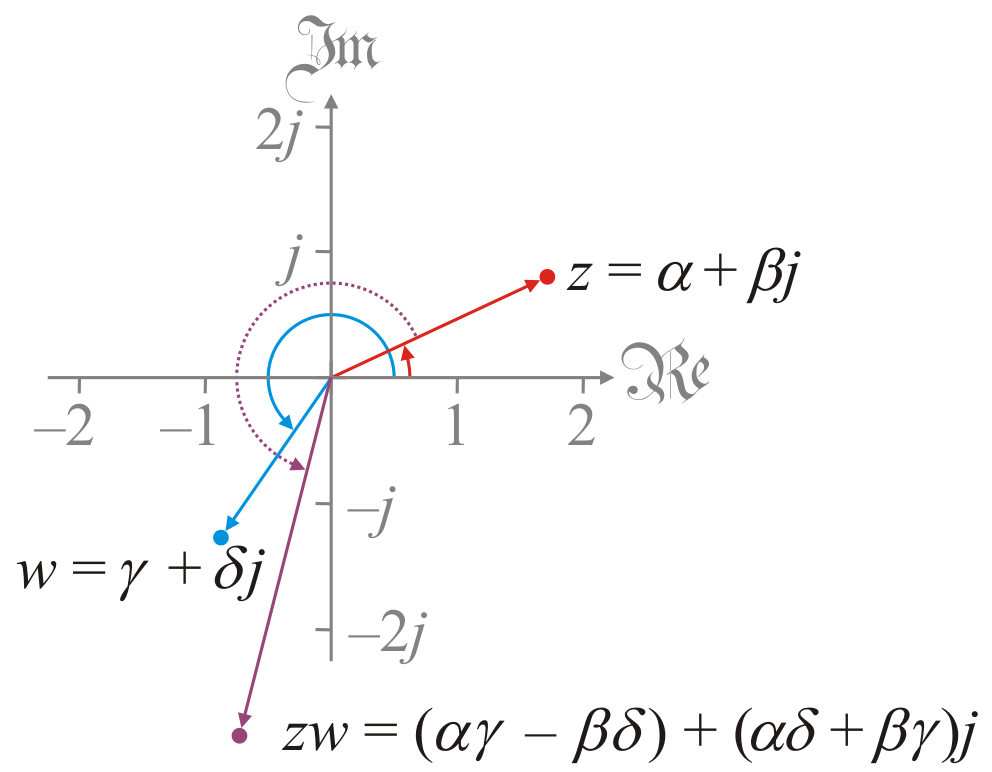 ℑm
2j
j
z = α + βj
ℜe
–2
–1
1
2
–j
w = γ + δj
–2j
zw = (αγ – βδ) + (αδ + βγ)j